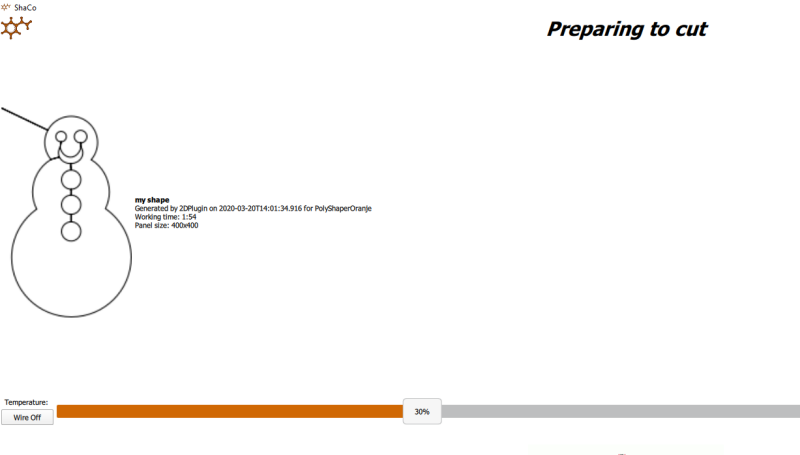 ShaCo
Preparing to cut
my shape
Generated by 2DPlugin on 2020-03-20T14:01:34.916 for PolyShaperOranje
Working time: 1:54
Panel size: 400x400
Temperature:
Wire Off
30%